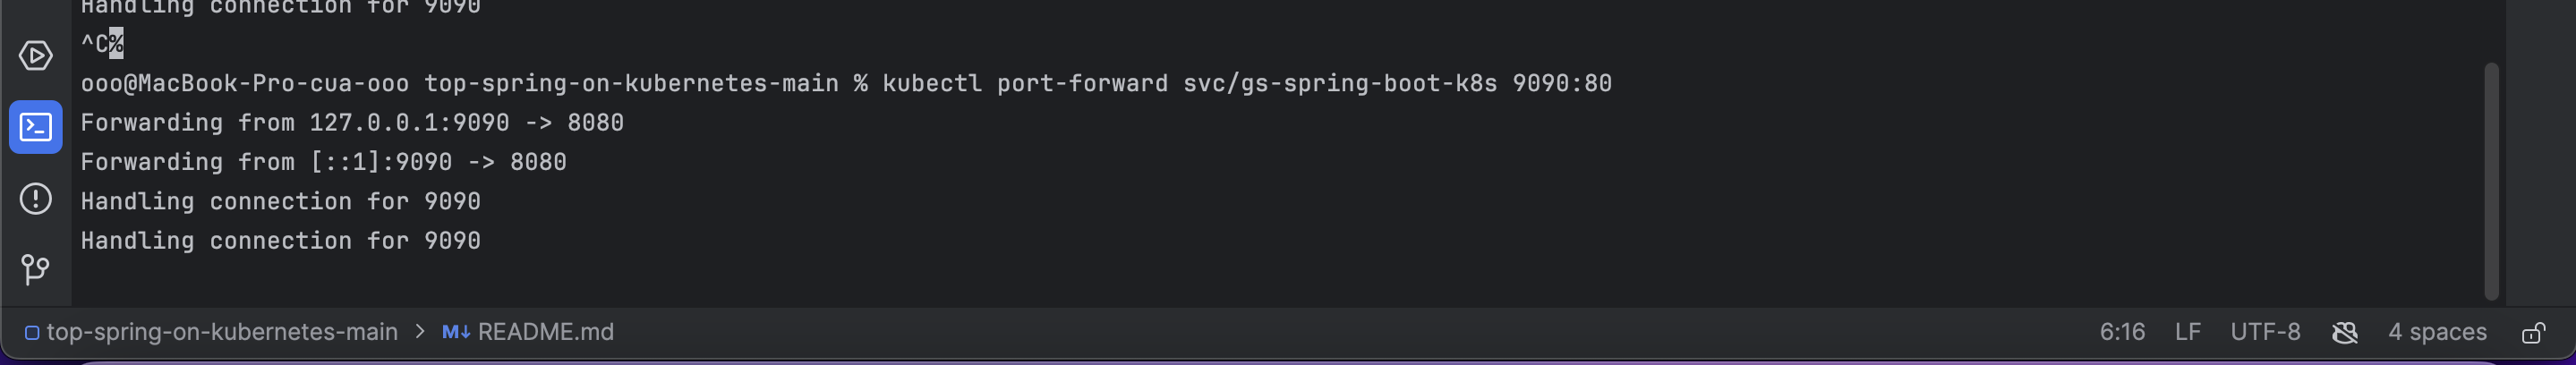 Handling connection for 9090
^C%
ooo@MacBook-Pro-cua-ooo top-spring-on-kubernetes-main % kubectl port-forward svc/gs-spring-boot-k8s 9090:80
Forwarding from 127.0.0.1:9090 -> 8080
Forwarding from [::1]:9090 -> 8080
Handling connection for 9090
Handling connection for 9090
top-spring-on-kubernetes-main > M↓ README.md 6:16 LF UTF-8 4 spaces